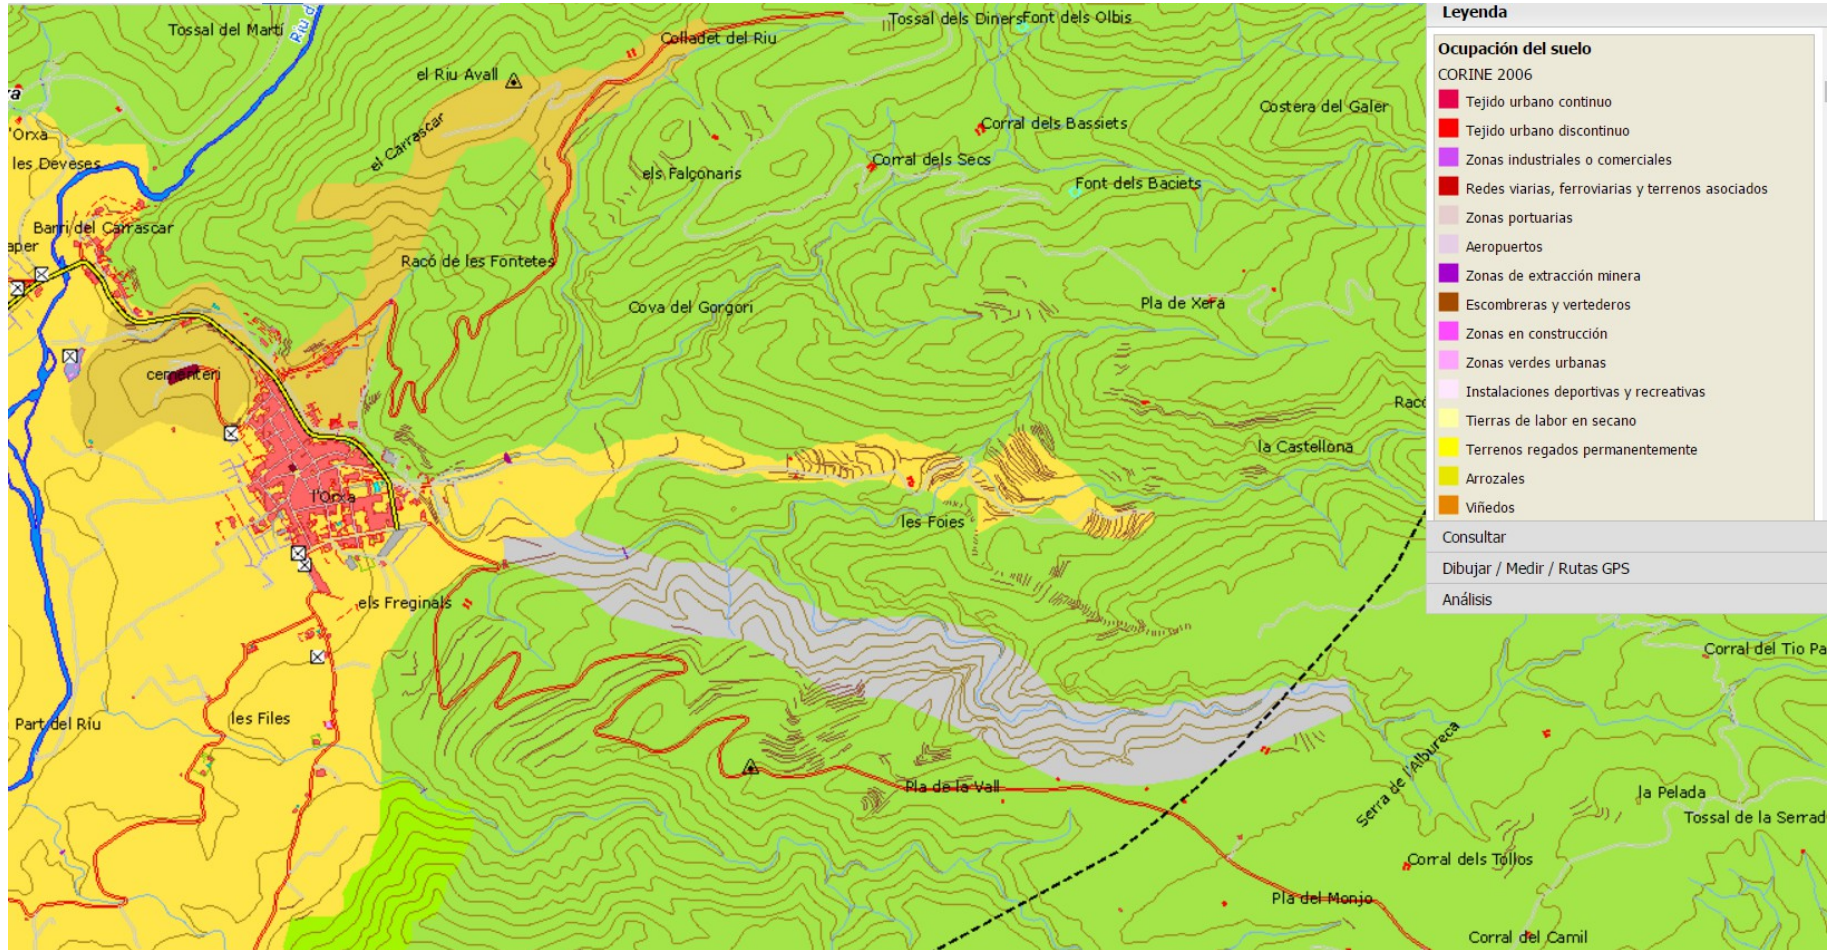 Tossal del Martí
Riu d
Tossal dels Diners
Font dels Olbis
Colladet del Riu
el Riu Avall
el Carrascar
Costera del Galer
Corral dels Bassiets
Corral dels Secs
els Falconaris
Font dels Baciets
'Orxa
les Deveses
Barri del Carrascar
aper
Racó de les Fontetes
Cova del Gorgori
Pla de Xera
cementeri
Racó
la Castellona
l'Orxa
les Foies
els Freginals
Part del Riu
les Files
Pla de la Vall
Serra de l'Albureca
Corral del Tio Pa
la Pelada
Tossal de la Serrad
Corral dels Tollos
Pla del Monjo
Corral del Camil
Leyenda
Ocupación del suelo
CORINE 2006
Tejido urbano continuo
Tejido urbano discontinuo
Zonas industriales o comerciales
Redes viarias, ferroviarias y terrenos asociados
Zonas portuarias
Aeropuertos
Zonas de extracción minera
Escombreras y vertederos
Zonas en construcción
Zonas verdes urbanas
Instalaciones deportivas y recreativas
Tierras de labor en secano
Terrenos regados permanentemente
Arrozales
Viñedos
Consultar
Dibujar / Medir / Rutas GPS
Análisis